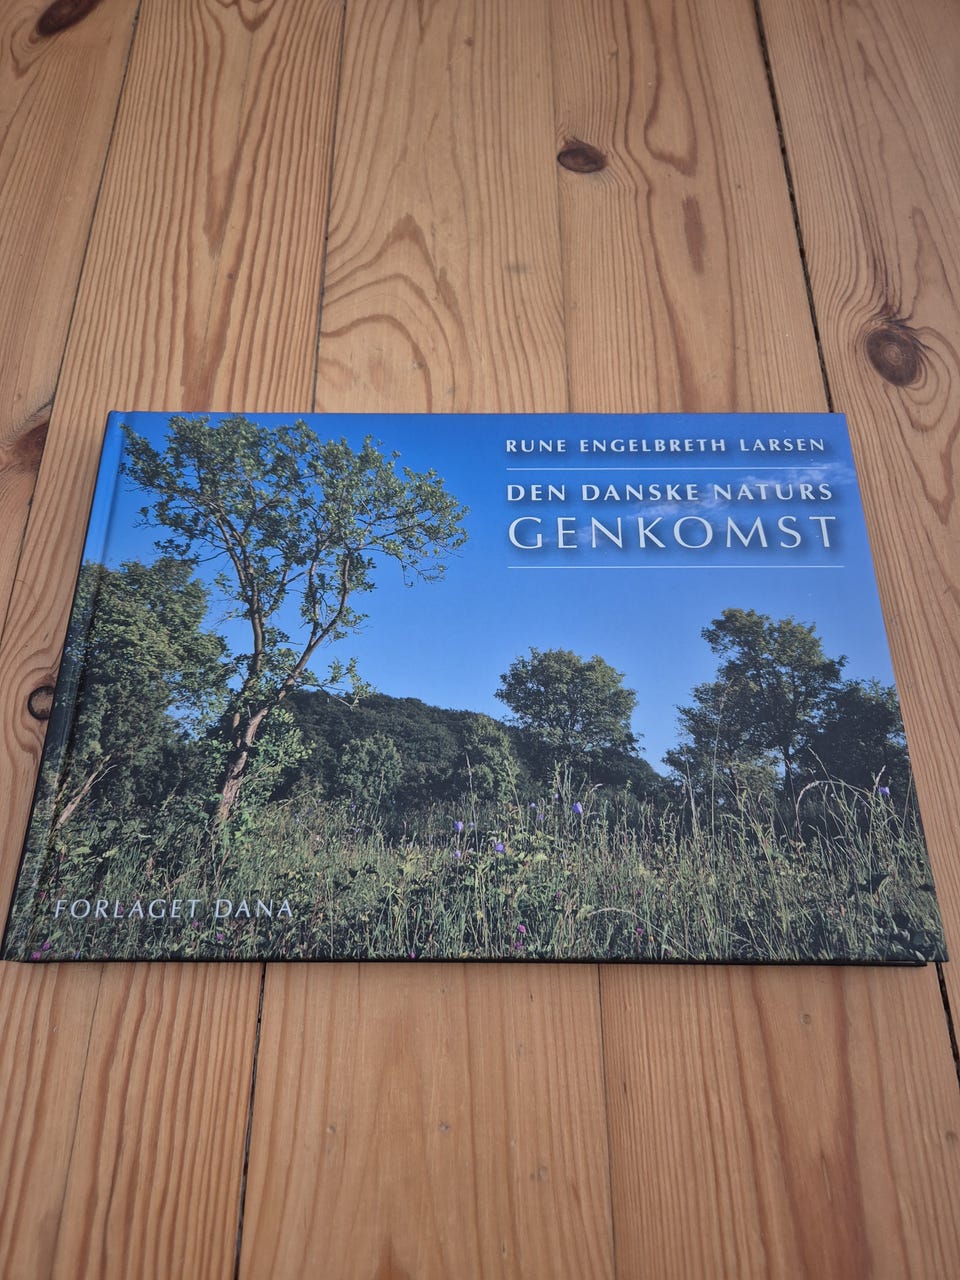 RUNE ENGELBRETH LARSEN
DEN DANSKE NATURS
GENKOMST
FORLAGET DANA